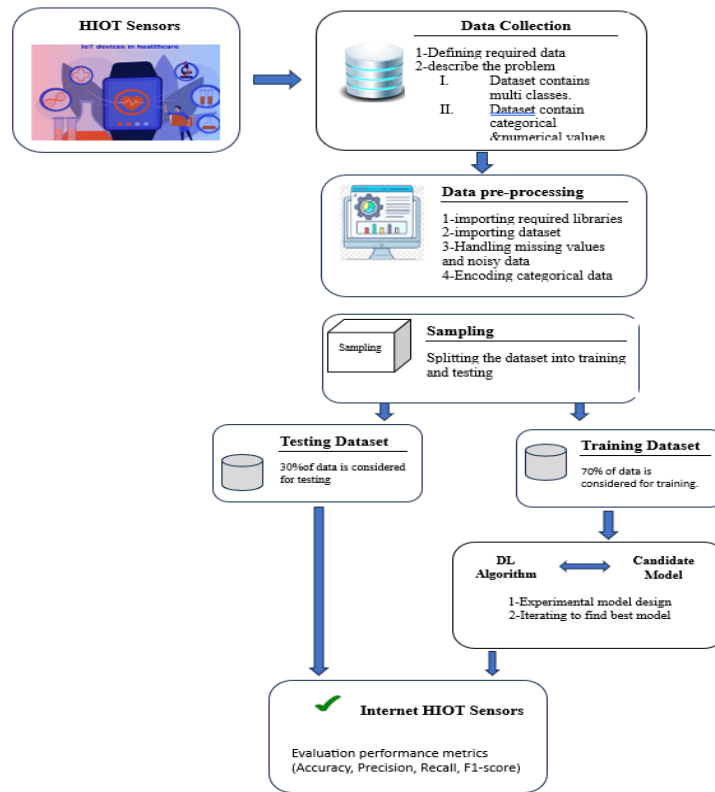 HIOT Sensors
IoT devices in healthcare
Data Collection
1-Defining required data
2-describe the problem
I. Dataset contains
multi classes.
II. Dataset contain
categorical
&numerical values
Data pre-processing
1-importing required libraries
2-importing dataset
3-Handling missing values
and noisy data
4-Encoding categorical data
Sampling
Sampling
Splitting the dataset into training
and testing
Testing Dataset
30%of data is considered
for testing
Training Dataset
70% of data is
considered for training.
DL
Algorithm
Candidate
Model
1-Experimental model design
2-Iterating to find best model
Internet HIOT Sensors
Evaluation performance metrics
(Accuracy, Precision, Recall, F1-score)